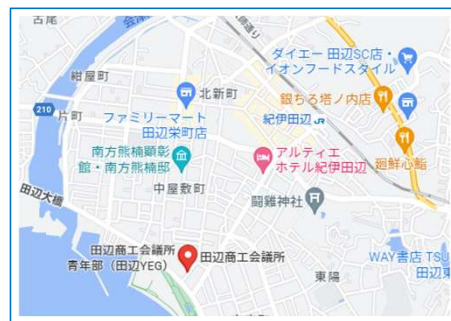 古尾
師通り
ダイエー 田辺SC店・
イオンフードスタイル
紺屋町
北新町
銀ちろ塔ノ内店
210
片町
ファミリーマート
田辺栄町店
紀伊田辺 JR
廻鮮心鮨
南方熊楠顕彰
館・南方熊楠邸
アルティエ
ホテル紀伊田辺
中屋敷町
田辺大橋
闘雞神社
田辺商工会議所
青年部（田辺YEG）
田辺商工会議所
WAY書店 TSU
田辺東
東陽